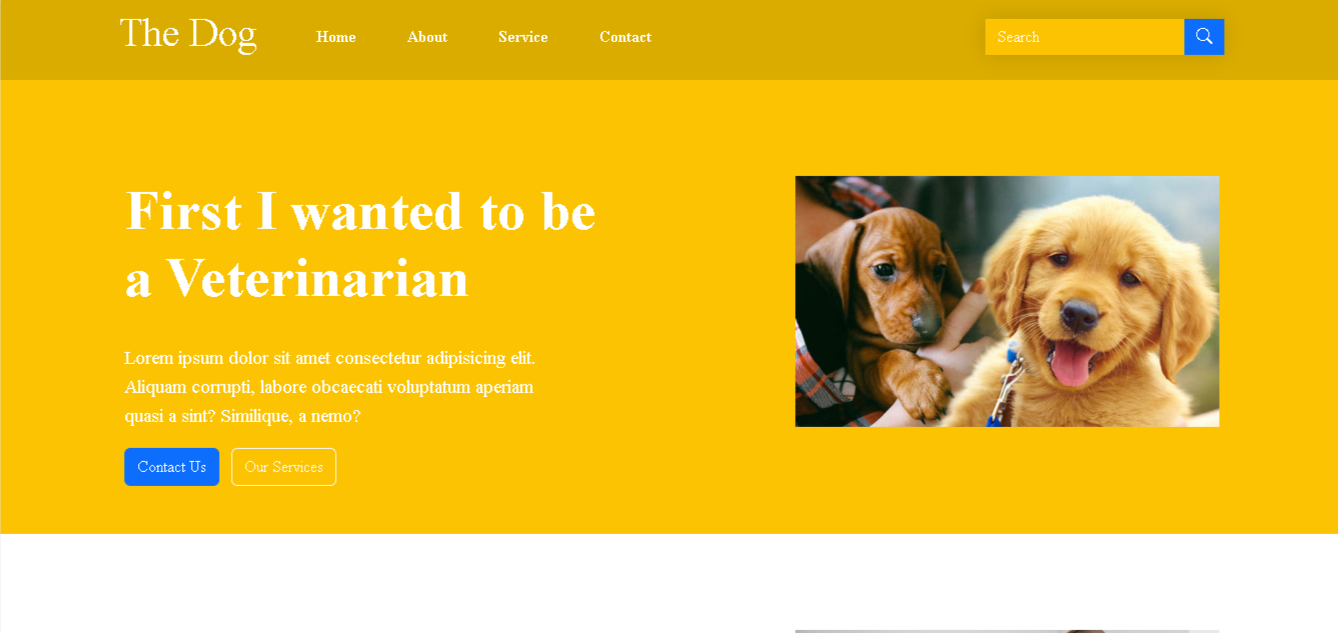 The Dog
Home
About
Service
Contact
Search
First I wanted to be
a Veterinarian
Lorem ipsum dolor sit amet consectetur adipisicing elit.
Aliquam corrupti, labore obcaecati voluptatum aperiam
quasi a sint? Similique, a nemo?
Contact Us
Our Services